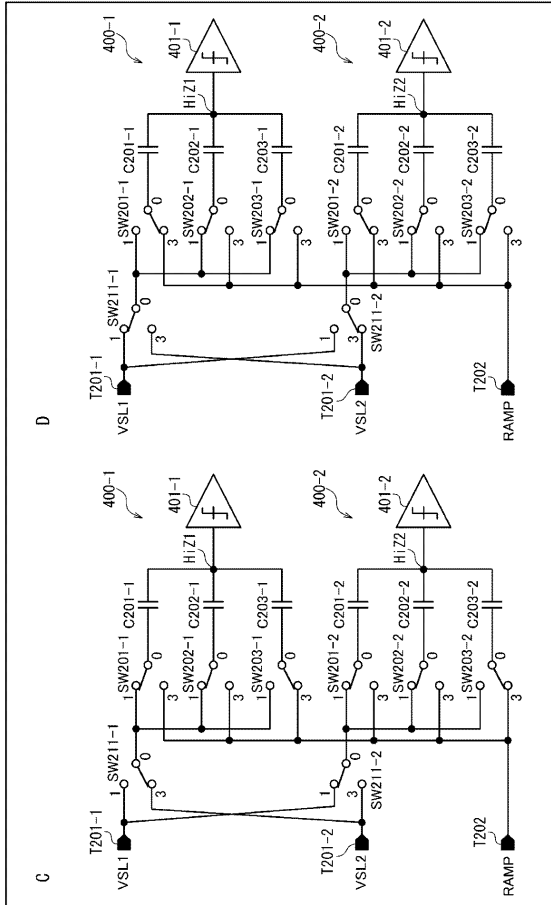 C
T201-1
VSL1
SW211-1
1
0
3
SW201-1
1
0
3
C201-1
SW202-1
1
0
3
C202-1
SW203-1
1
0
3
C203-1
HiZ1
401-1
400-1
T201-2
VSL2
SW211-2
1
0
3
SW201-2
1
0
3
C201-2
SW202-2
1
0
3
C202-2
SW203-2
1
0
3
C203-2
HiZ2
401-2
400-2
T202
RAMP
D
T201-1
VSL1
SW211-1
1
0
3
SW201-1
1
0
3
C201-1
SW202-1
1
0
3
C202-1
SW203-1
1
0
3
C203-1
HiZ1
401-1
400-1
T201-2
VSL2
SW211-2
1
0
3
SW201-2
1
0
3
C201-2
SW202-2
1
0
3
C202-2
SW203-2
1
0
3
C203-2
HiZ2
401-2
400-2
T202
RAMP